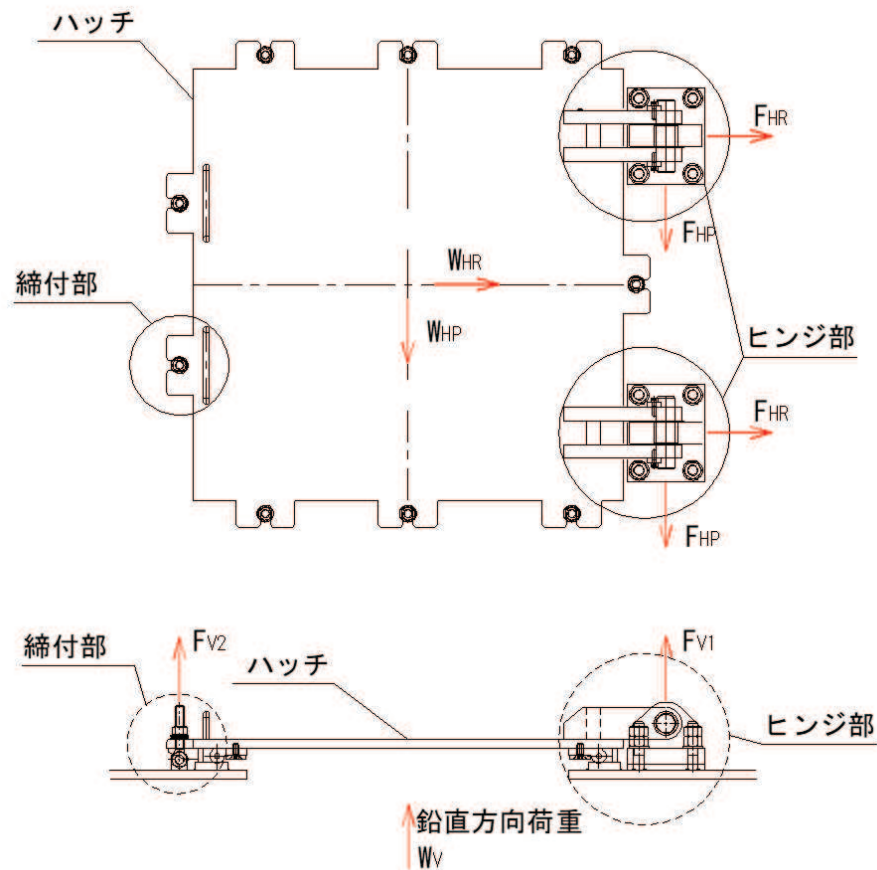 ハッチ
FHR
FHP
WHR
締付部
WHP
ヒンジ部
FHR
FHP
締付部
FV2
ハッチ
FV1
ヒンジ部
鉛直方向荷重
WV